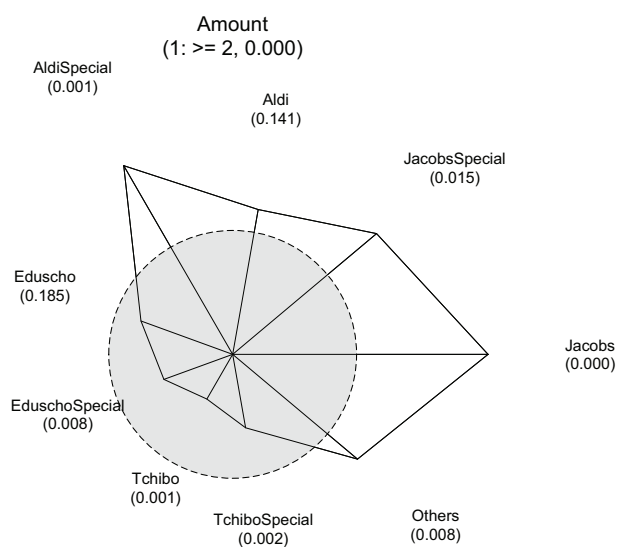 Amount
(1: >= 2, 0.000)
AldiSpecial
(0.001)
Aldi
(0.141)
JacobsSpecial
(0.015)
Eduscho
(0.185)
Jacobs
(0.000)
EduschoSpecial
(0.008)
Tchibo
(0.001)
TchiboSpecial
(0.002)
Others
(0.008)